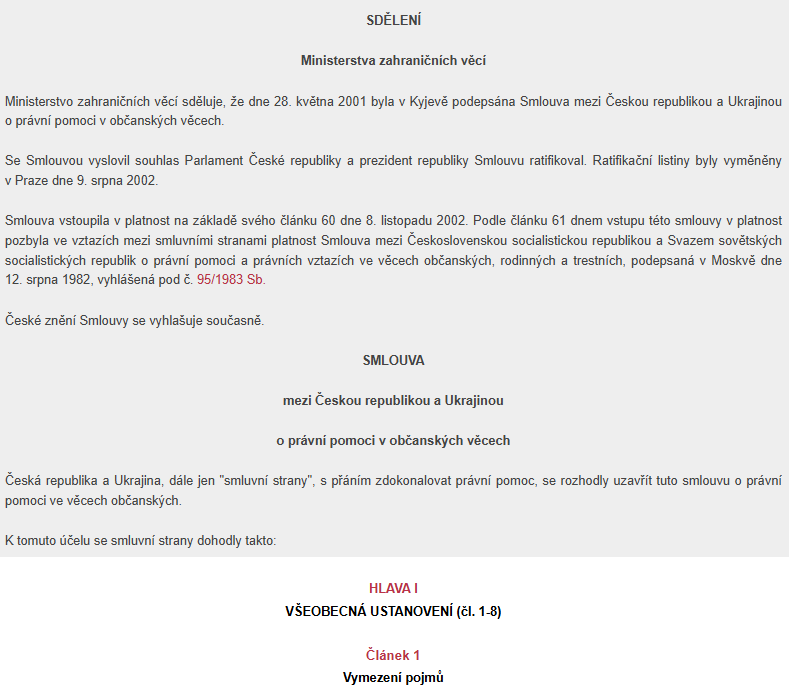 SDĚLENÍ
Ministerstva zahraničních věcí
Ministerstvo zahraničních věcí sděluje, že dne 28. května 2001 byla v Kyjevě podepsána Smlouva mezi Českou republikou a Ukrajinou
o právní pomoci v občanských věcech.
Se Smlouvou vyslovil souhlas Parlament České republiky a prezident republiky Smlouvu ratifikoval. Ratifikační listiny byly vyměněny
v Praze dne 9. srpna 2002.
Smlouva vstoupila v platnost na základě svého článku 60 dne 8. listopadu 2002. Podle článku 61 dnem vstupu této smlouvy v platnost
pozbyla ve vztazích mezi smluvními stranami platnost Smlouva mezi Československou socialistickou republikou a Svazem sovětských
socialistických republik o právní pomoci a právních vztazích ve věcech občanských, rodinných a trestních, podepsaná v Moskvě dne
12. srpna 1982, vyhlášená pod č. 95/1983 Sb.
České znění Smlouvy se vyhlašuje současně.
SMLOUVA
mezi Českou republikou a Ukrajinou
o právní pomoci v občanských věcech
Česká republika a Ukrajina, dále jen "smluvní strany", s přáním zdokonalovat právní pomoc, se rozhodly uzavřít tuto smlouvu o právní
pomoci ve věcech občanských.
K tomuto účelu se smluvní strany dohodly takto:
HLAVA I
VŠEOBECNÁ USTANOVENÍ (čl. 1-8)
Článek 1
Vymezení pojmů